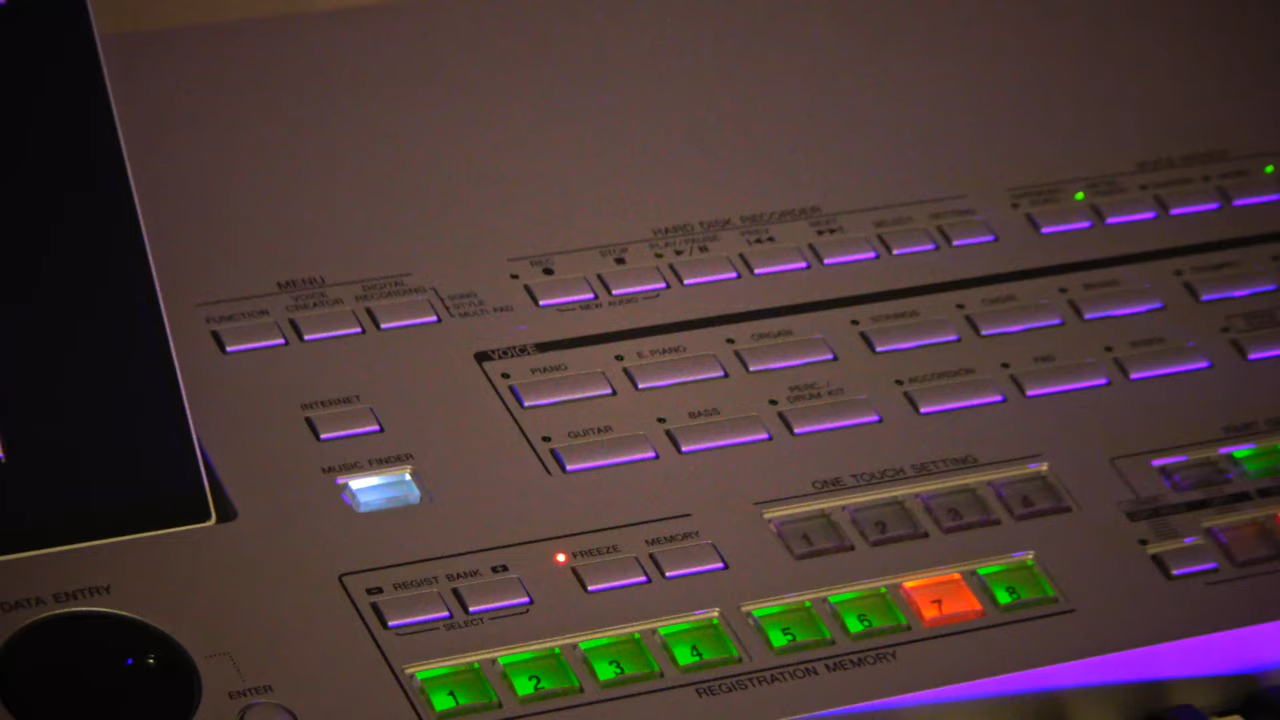 HARD DISK RECORDER
REC
STOP
PLAY/PAUSE
PREV
NEXT
SELECT
MENU
FUNCTION
VOICE
CREATOR
DIGITAL
RECORDING
SONG
STYLE
MULTI PAD
NEW AUDIO
VOICE
PIANO
E.PIANO
ORGAN
STRINGS
CHOIR
BRASS
INTERNET
GUITAR
BASS
PERC./
DRUM KIT
ACCORDION
PAD
MUSIC FINDER
ONE TOUCH SETTING
1 2 3 4
FREEZE
MEMORY
REGIST BANK
SELECT
DATA ENTRY
ENTER
1 2 3 4 5 6 7 8
REGISTRATION MEMORY